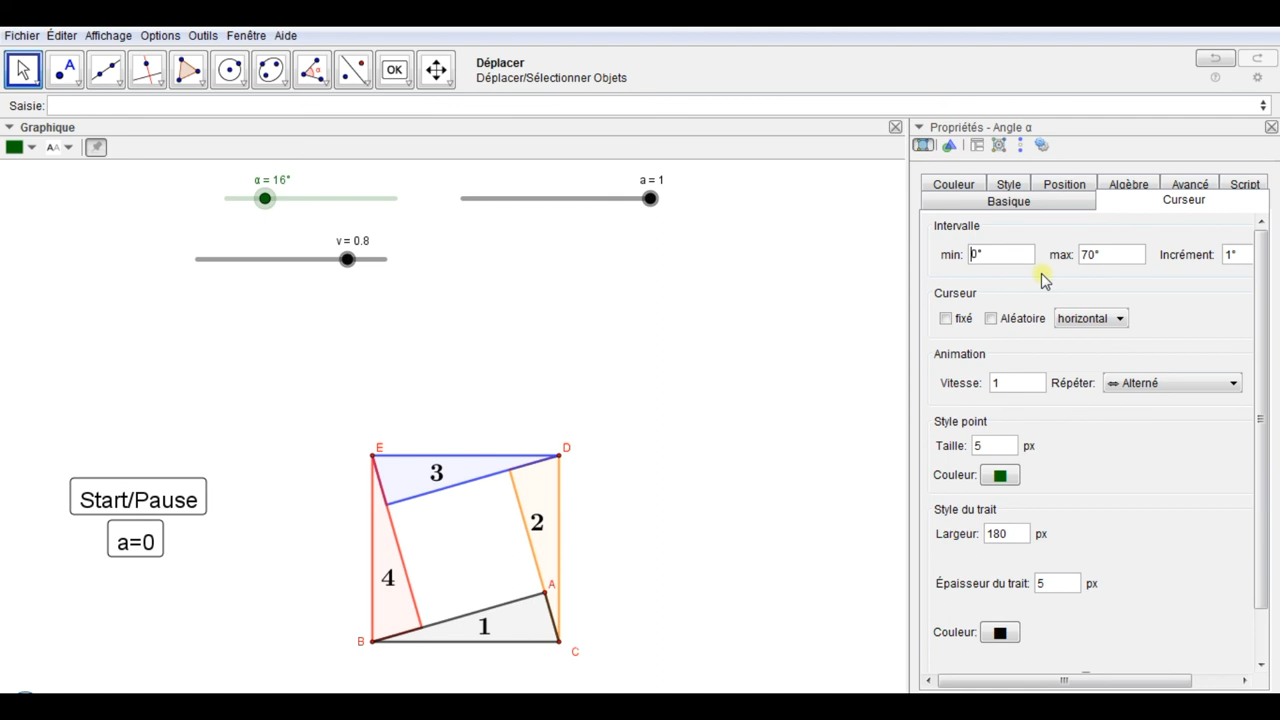 Fichier Éditer Affichage Options Outils Fenêtre Aide
A
α
OK
Déplacer
Déplacer/Sélectionner Objets
Saisie:
Graphique
AA
α = 16°
a = 1
v = 0.8
Start/Pause
a=0
E
D
3
2
4
A
1
B
C
Propriétés - Angle α
Couleur Style Position Algèbre Avancé Script
Basique Curseur
Intervalle
min: 0° max: 70° Incrément: 1°
Curseur
fixé Aléatoire horizontal
Animation
Vitesse: 1 Répéter: ⇔ Alterné
Style point
Taille: 5 px
Couleur:
Style du trait
Largeur: 180 px
Épaisseur du trait: 5 px
Couleur: